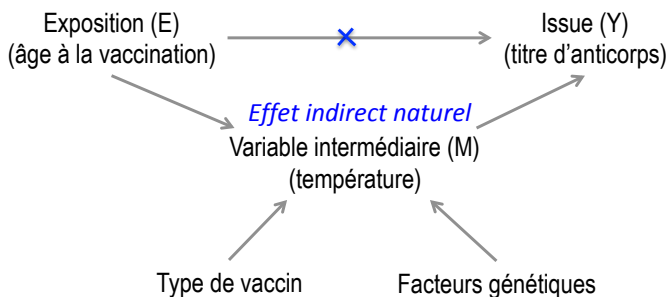 Exposition (E)
(âge à la vaccination)
Issue (Y)
(titre d’anticorps)
Effet indirect naturel
Variable intermédiaire (M)
(température)
Type de vaccin
Facteurs génétiques